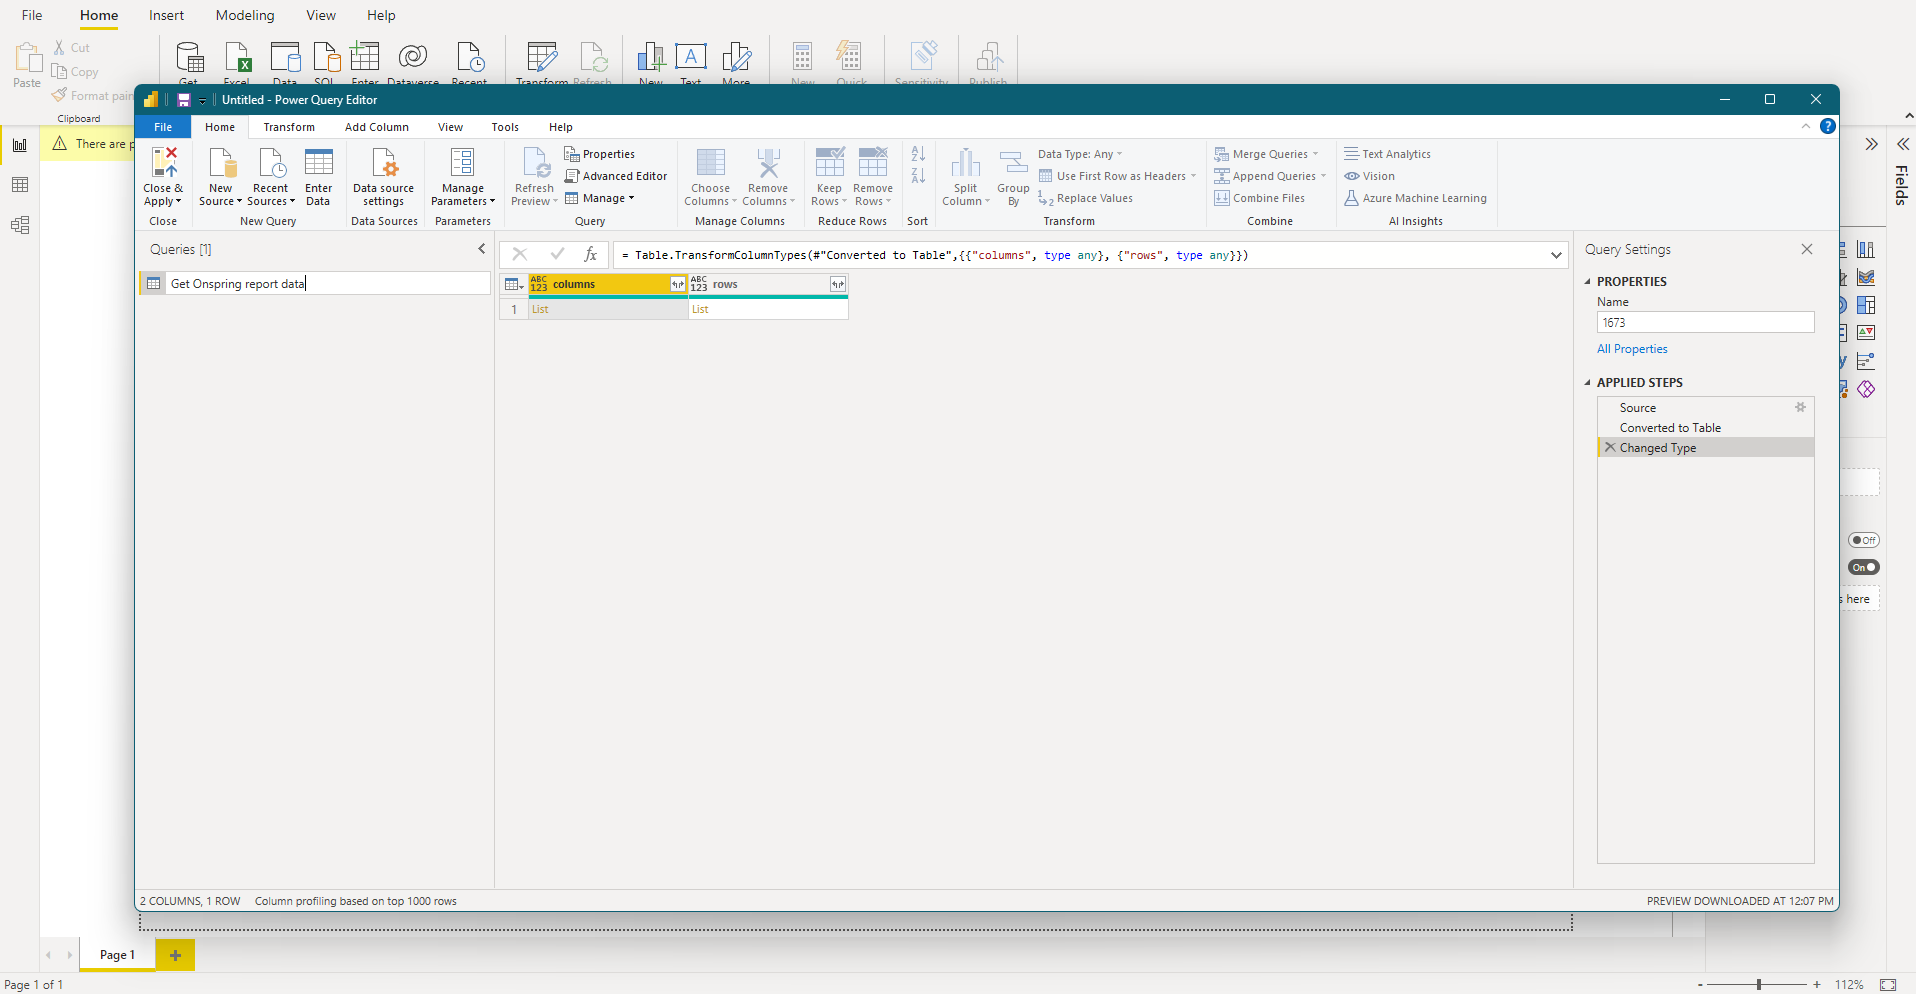 File Home Insert Modeling View Help
Paste
Cut
Copy
Format pain
Clipboard
Get Excel Data SQL Enter Dataverse Recent Transform Refresh New Text More New Quick Sensitivity Publish
There are p
Untitled - Power Query Editor
File Home Transform Add Column View Tools Help
Close & Apply
Close
New Source
Recent Sources
Enter Data
New Query
Data source settings
Data Sources
Manage Parameters
Parameters
Refresh Preview
Properties
Advanced Editor
Manage
Query
Choose Columns
Remove Columns
Manage Columns
Keep Rows
Remove Rows
Reduce Rows
Sort
Split Column
Group By
Data Type: Any
Use First Row as Headers
Replace Values
Transform
Merge Queries
Append Queries
Combine Files
Combine
Text Analytics
Vision
Azure Machine Learning
AI Insights
Queries [1]
Get Onspring report data
= Table.TransformColumnTypes(#"Converted to Table",{{"columns", type any}, {"rows", type any}})
ABC 123 columns ABC 123 rows
1 List List
Query Settings
PROPERTIES
Name
1673
All Properties
APPLIED STEPS
Source
Converted to Table
Changed Type
Fields
Off
On
s here
2 COLUMNS, 1 ROW Column profiling based on top 1000 rows
PREVIEW DOWNLOADED AT 12:07 PM
Page 1
Page 1 of 1
- + 112%